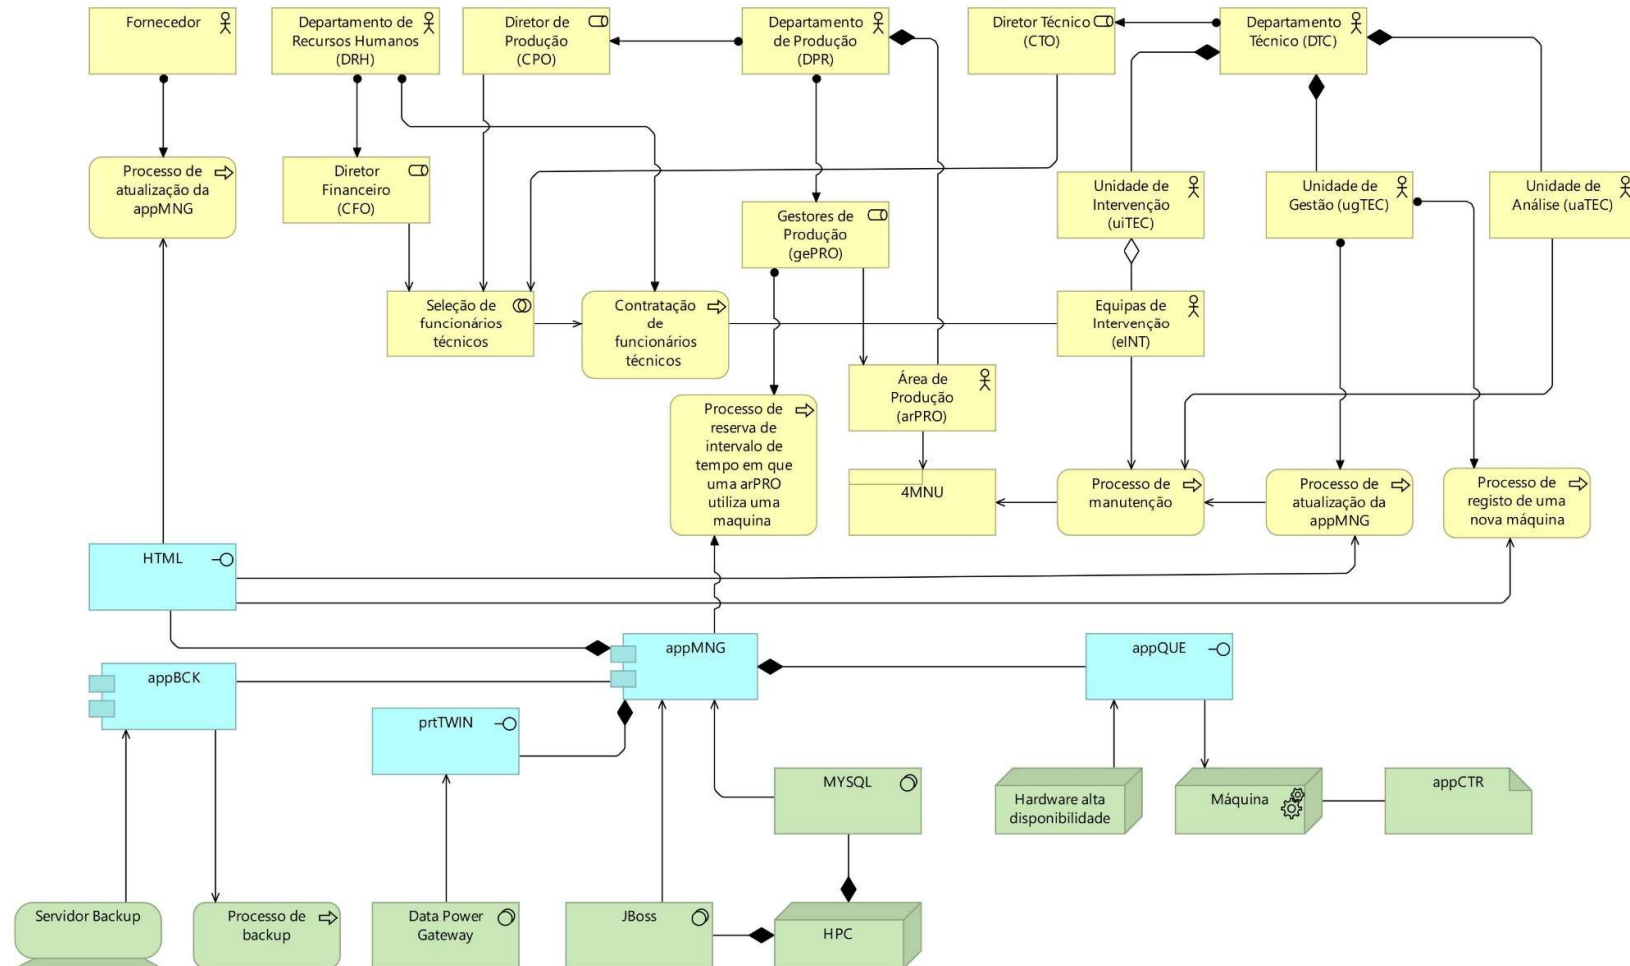 Fornecedor
Departamento de
Recursos Humanos
(DRH)
Diretor de
Produção
(CPO)
Departamento
de Produção
(DPR)
Diretor Técnico
(CTO)
Departamento
Técnico (DTC)
Processo de
atualização da
appMNG
Diretor
Financeiro
(CFO)
Gestores de
Produção
(gePRO)
Unidade de
Intervenção
(uiTEC)
Unidade de
Gestão (ugTEC)
Unidade de
Análise (uaTEC)
Seleção de
funcionários
técnicos
Contratação
de
funcionários
técnicos
Equipas de
Intervenção
(eINT)
Área de
Produção
(arPRO)
Processo de
reserva de
intervalo de
tempo em que
uma arPRO
utiliza uma
maquina
4MNU
Processo de
manutenção
Processo de
atualização da
appMNG
Processo de
registo de uma
nova máquina
HTML
appMNG
appQUE
appBCK
prtTWIN
MYSQL
Hardware alta
disponibilidade
Máquina
appCTR
Servidor Backup
Processo de
backup
Data Power
Gateway
JBoss
HPC